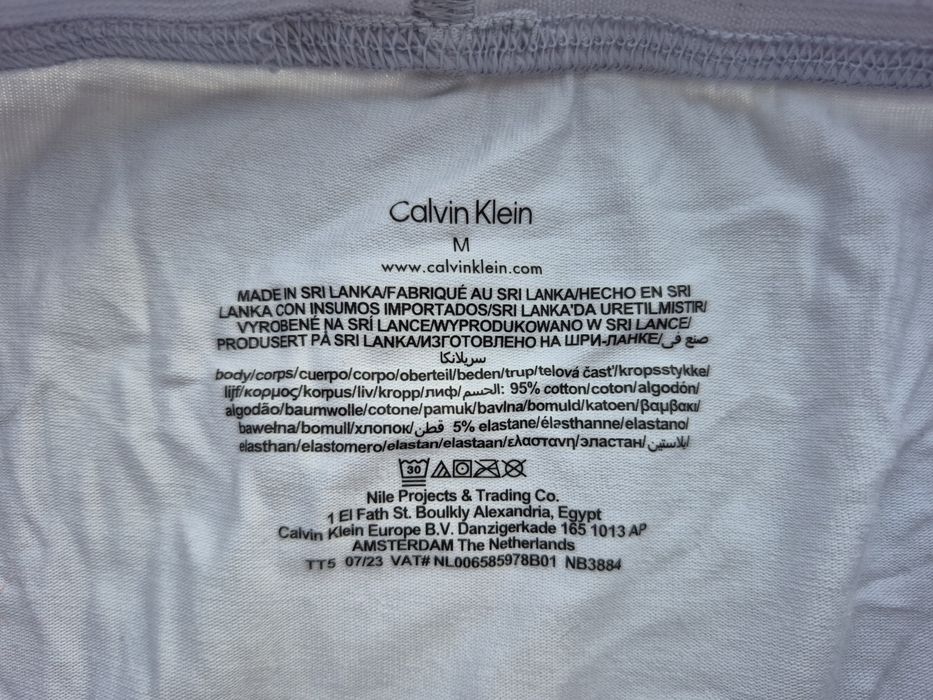 Calvin Klein
M
www.calvinklein.com
MADE IN SRI LANKA/FABRIQUÉ AU SRI LANKA/HECHO EN SRI
LANKA CON INSUMOS IMPORTADOS/SRI LANKA'DA URETILMISTIR/
VYROBENÉ NA SRÍ LANCE/WYPRODUKOWANO W SRI LANCE/
PRODUSERT PÅ SRI LANKA/ИЗГОТОВЛЕНО НА ШРИ-ЛАНКЕ/صنع في
سريلانكا
body/corps/cuerpo/corpo/oberteil/beden/trup/telová časť/kropsstykke/
lijf/κορμος/korpus/liv/kropp/лиф/الجسم: 95% cotton/coton/algodón/
algodão/baumwolle/cotone/pamuk/bavlna/bomuld/katoen/βαμβακι/
bawełna/bomull/хлопок/قطن 5% elastane/élasthanne/elastano/
elasthan/elastomero/elastan/elastaan/ελαστανη/эластан/إيلاستين
30
Nile Projects & Trading Co.
1 El Fath St. Boulkly Alexandria, Egypt
Calvin Klein Europe B.V. Danzigerkade 165 1013 AP
AMSTERDAM The Netherlands
TT5 07/23 VAT# NL006585978B01 NB3884